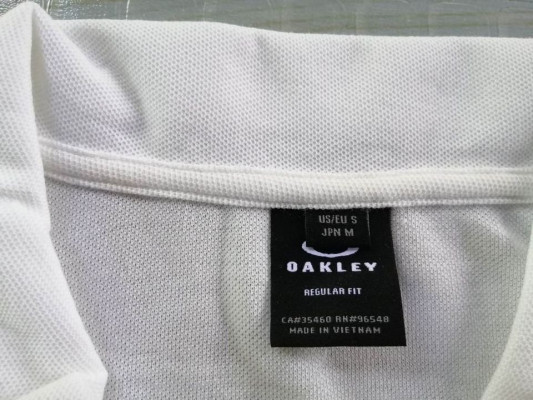 US/EU S
JPN M
OAKLEY
REGULAR FIT
CA#35460 RN#96548
MADE IN VIETNAM